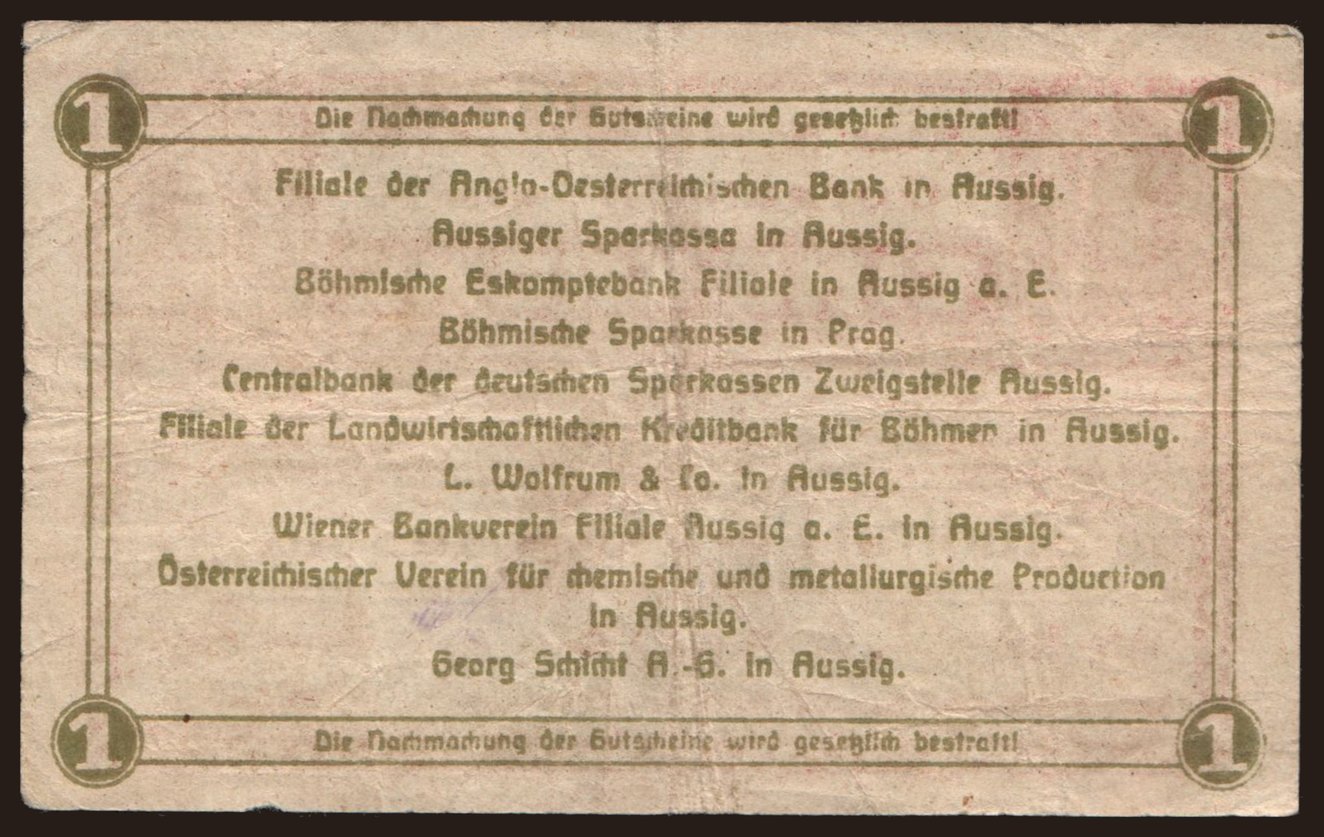 1 Die Nachmachung der Gutscheine wird gesetzlich bestraft! 1
Filiale der Anglo-Oesterreichischen Bank in Aussig.
Aussiger Sparkassa in Aussig.
Böhmische Eskomptebank Filiale in Aussig a. E.
Böhmische Sparkasse in Prag.
Centralbank der deutschen Sparkassen Zweigstelle Aussig.
Filiale der Landwirtschaftlichen Kreditbank für Böhmen in Aussig.
L. Wolfrum & Co. in Aussig.
Wiener Bankverein Filiale Aussig a. E. in Aussig.
Österreichischer Verein für chemische und metallurgische Production
in Aussig.
Georg Schicht A.-G. in Aussig.
1 Die Nachmachung der Gutscheine wird gesetzlich bestraft! 1